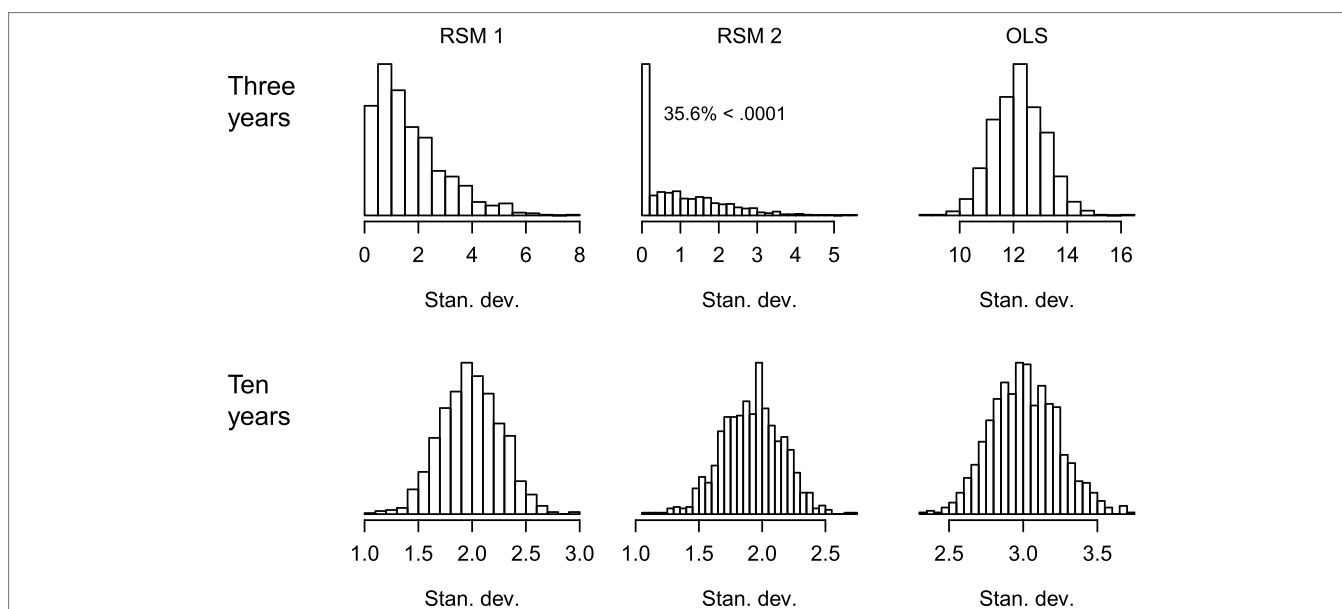 RSM 1
RSM 2
OLS
Three
years
35.6% < .0001
0 2 4 6 8
0 1 2 3 4 5
10 12 14 16
Stan. dev.
Stan. dev.
Stan. dev.
Ten
years
1.0 1.5 2.0 2.5 3.0
1.0 1.5 2.0 2.5
2.5 3.0 3.5
Stan. dev.
Stan. dev.
Stan. dev.